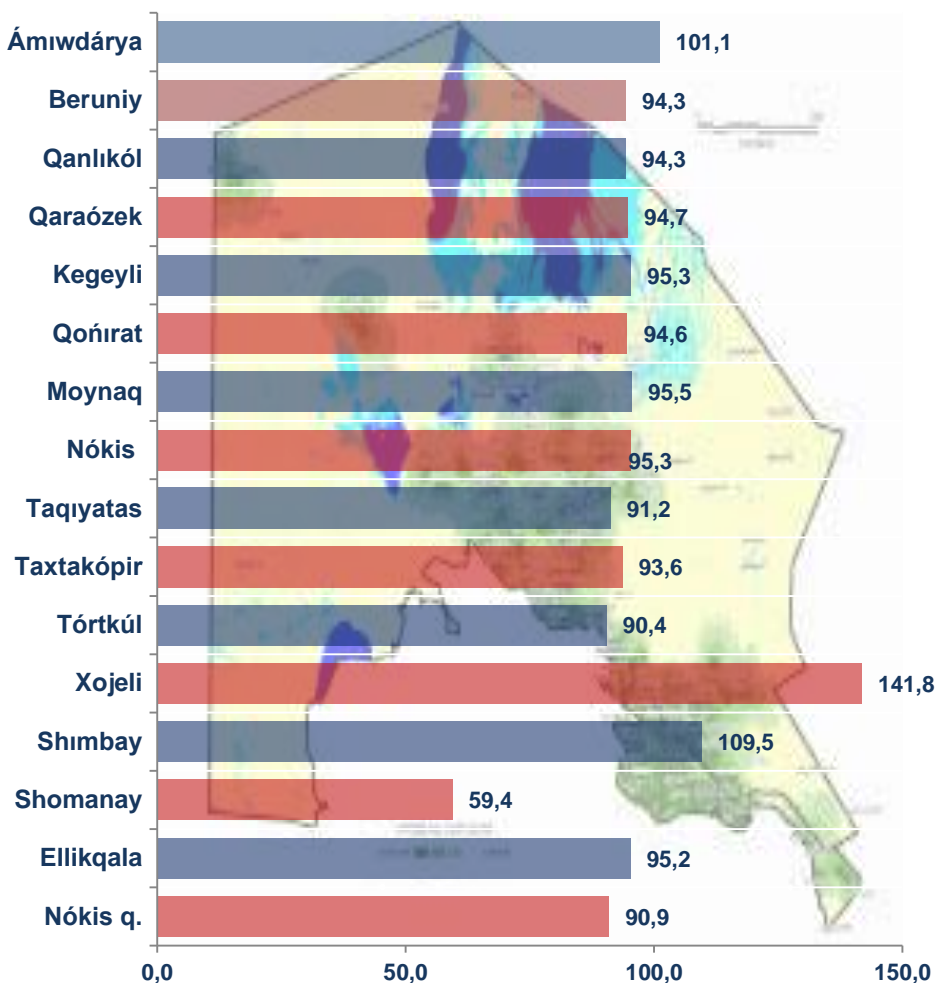 Ámıwdárya 101,1
Beruniy 94,3
Qanlıkól 94,3
Qaraózek 94,7
Kegeyli 95,3
Qońırat 94,6
Moynaq 95,5
Nókis 95,3
Taqıyatas 91,2
Taxtakópir 93,6
Tórtkúl 90,4
Xojeli 141,8
Shımbay 109,5
Shomanay 59,4
Ellikqala 95,2
Nókis q. 90,9
0,0 50,0 100,0 150,0